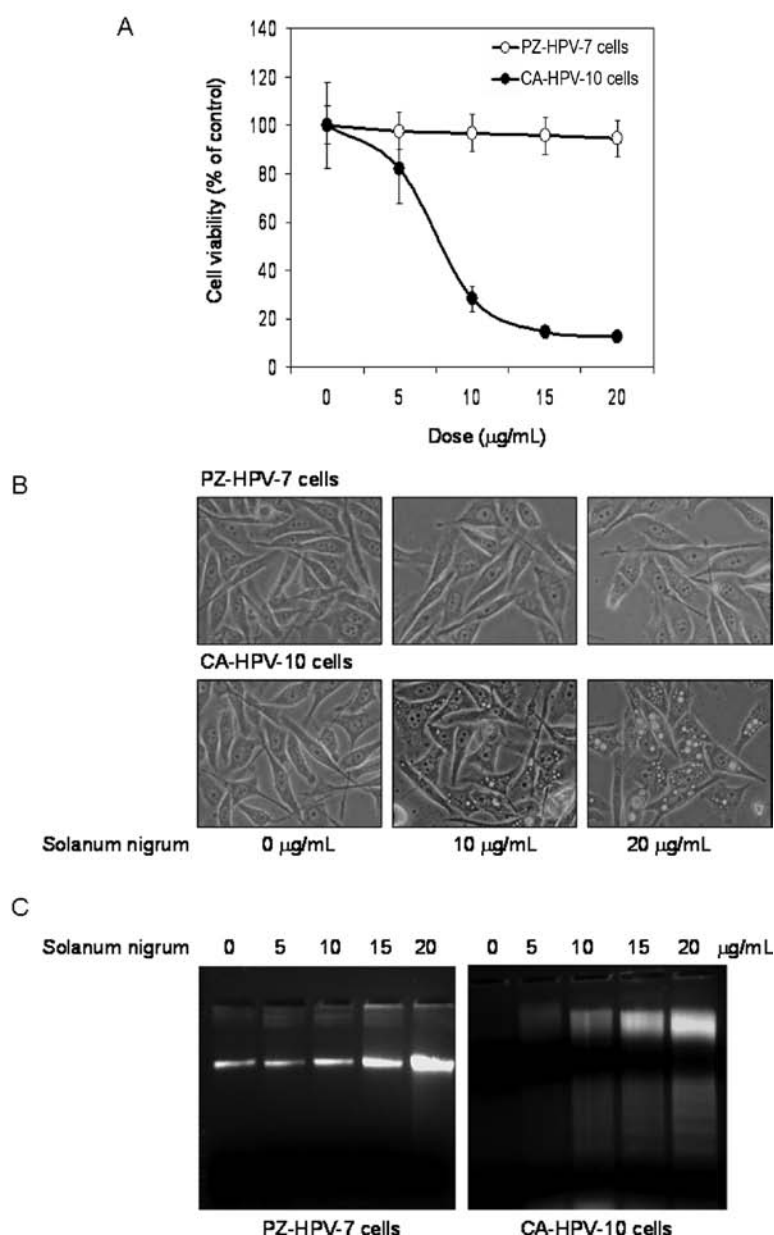 A
Cell viability (% of control)
140
120
100
80
60
40
20
0
PZ-HPV-7 cells
CA-HPV-10 cells
0 5 10 15 20
Dose (µg/mL)
B
PZ-HPV-7 cells
CA-HPV-10 cells
Solanum nigrum 0 µg/mL 10 µg/mL 20 µg/mL
C
Solanum nigrum 0 5 10 15 20 0 5 10 15 20 µg/mL
PZ-HPV-7 cells CA-HPV-10 cells